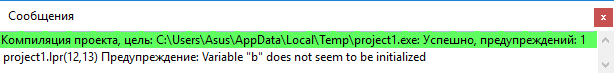 Сообщения
Компиляция проекта, цель: C:\Users\Asus\AppData\Local\Temp\project1.exe: Успешно, предупреждений: 1
project1.lpr(12,13) Предупреждение: Variable "b" does not seem to be initialized